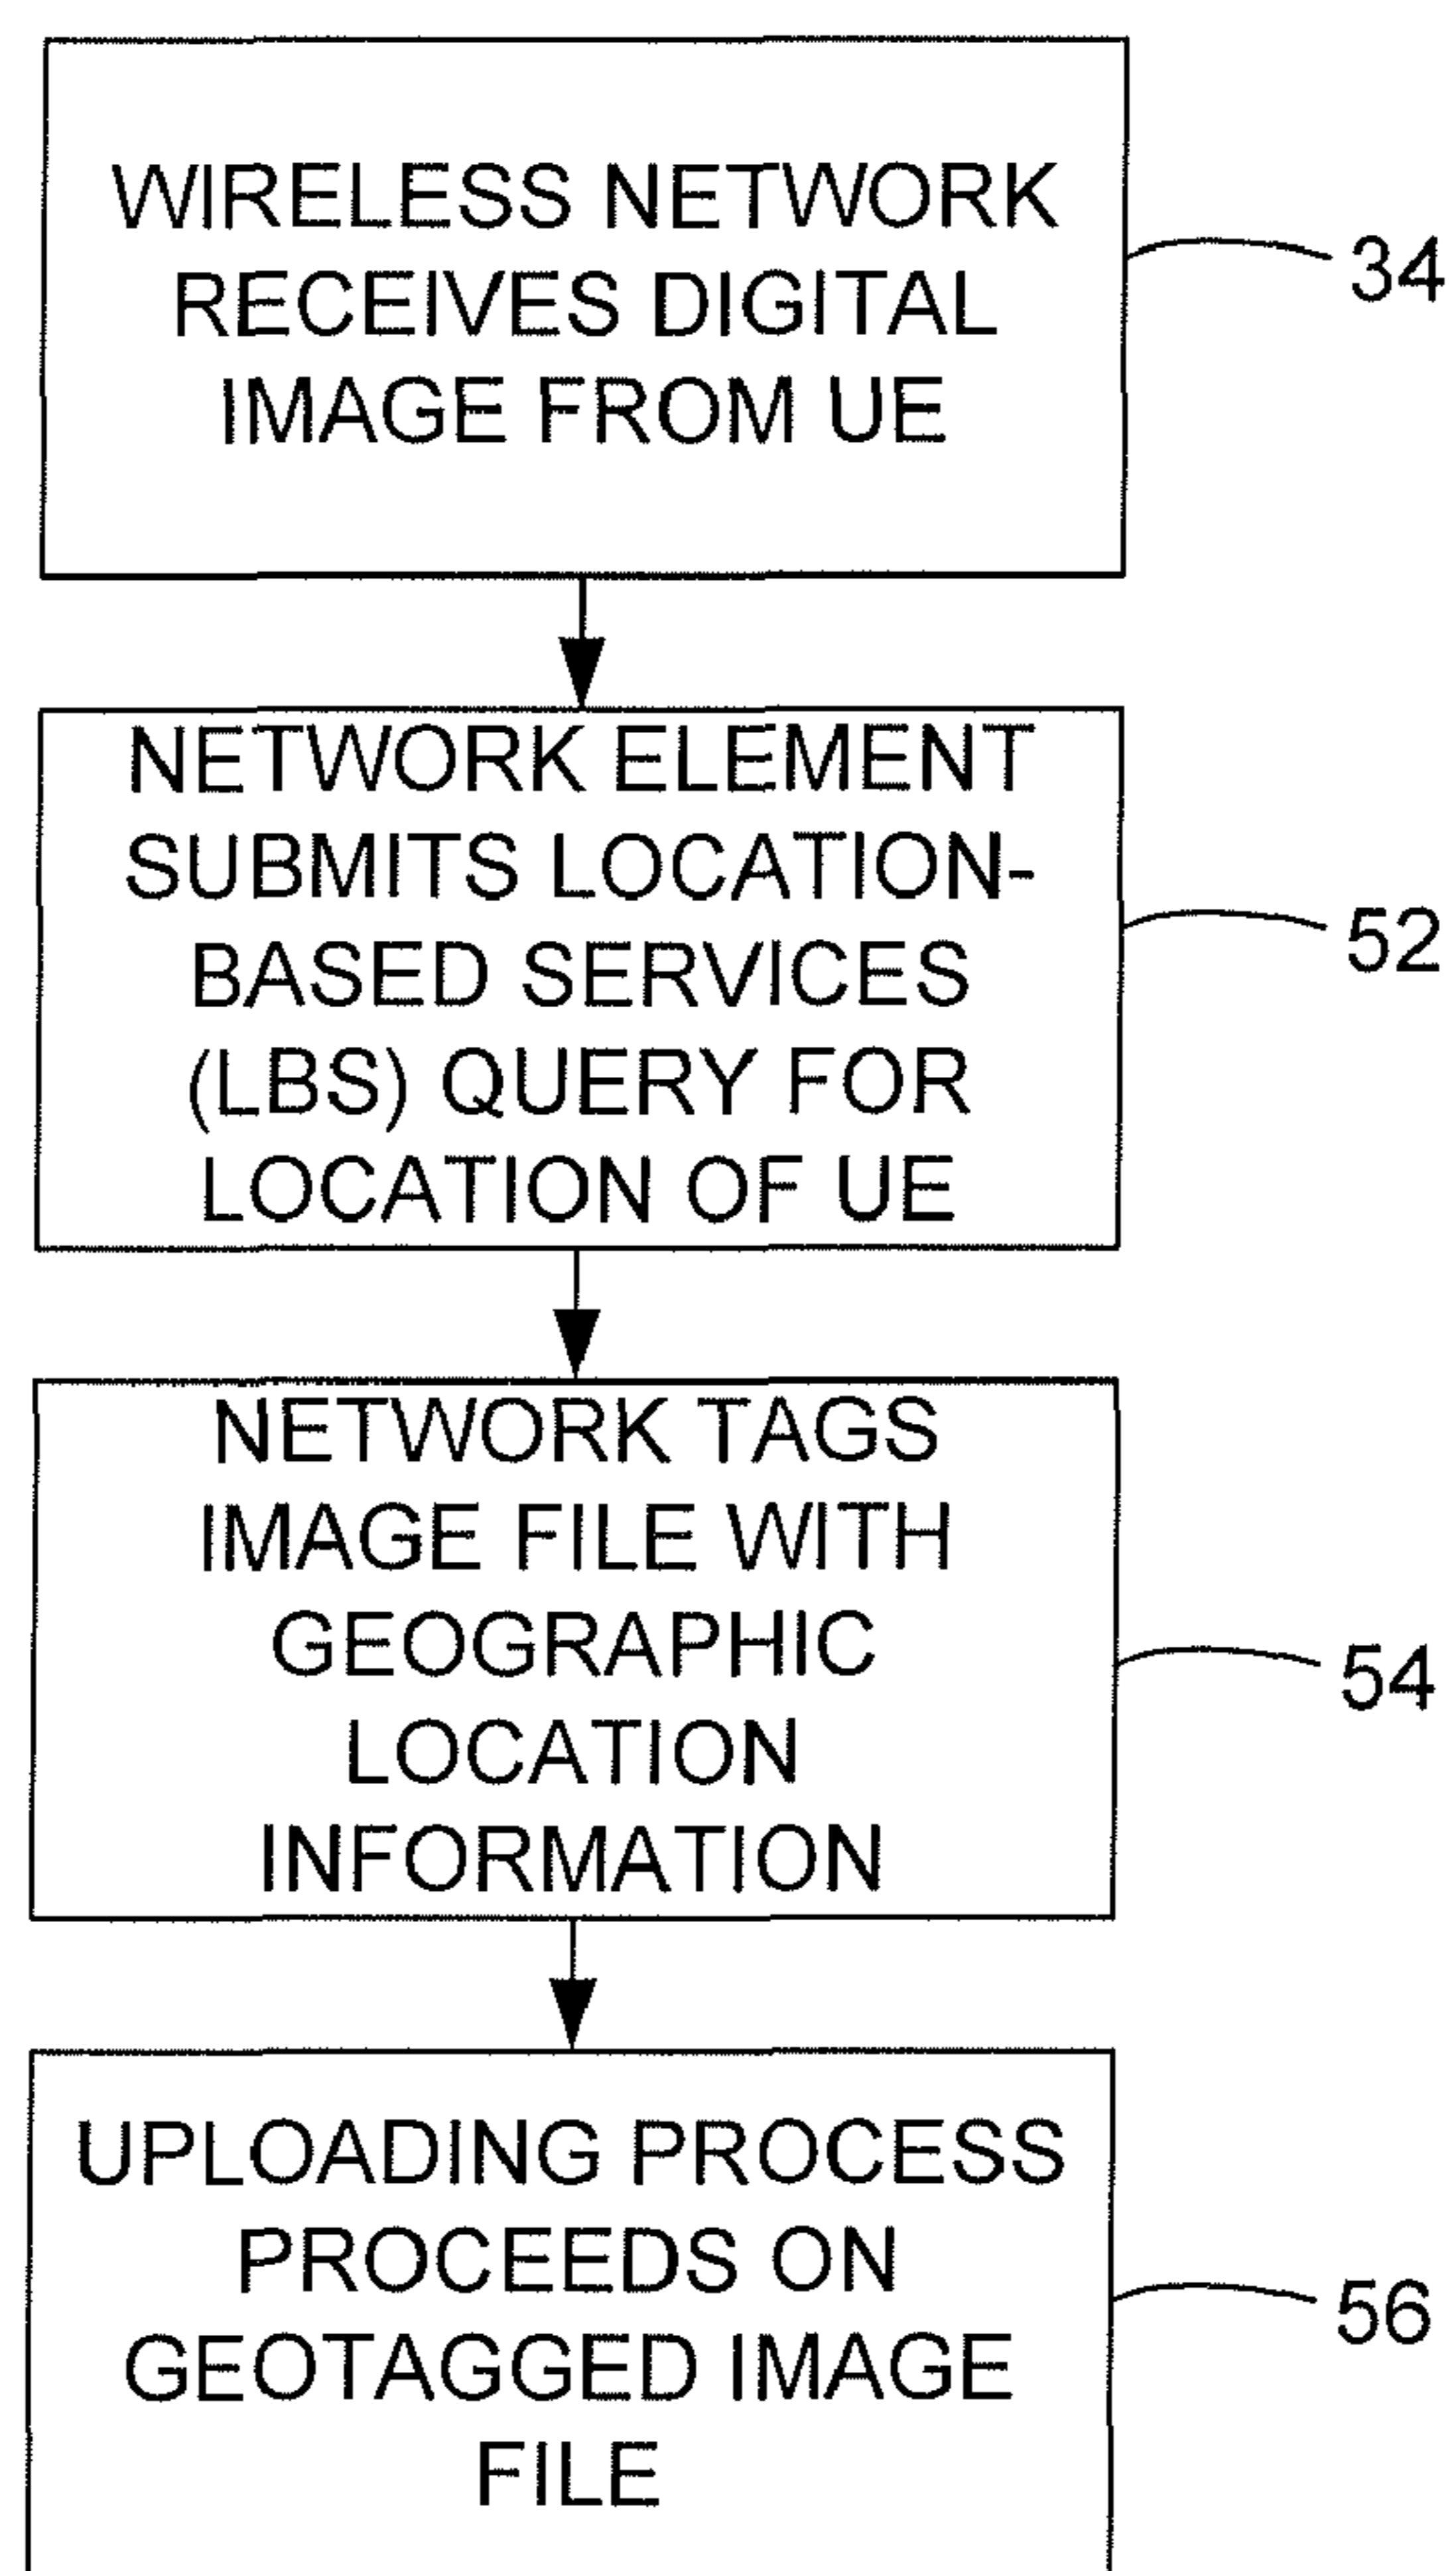 WIRELESS NETWORK
RECEIVES DIGITAL
IMAGE FROM UE
34
NETWORK ELEMENT
SUBMITS LOCATION-
BASED SERVICES
(LBS) QUERY FOR
LOCATION OF UE
52
NETWORK TAGS
IMAGE FILE WITH
GEOGRAPHIC
LOCATION
INFORMATION
54
UPLOADING PROCESS
PROCEEDS ON
GEOTAGGED IMAGE
FILE
56